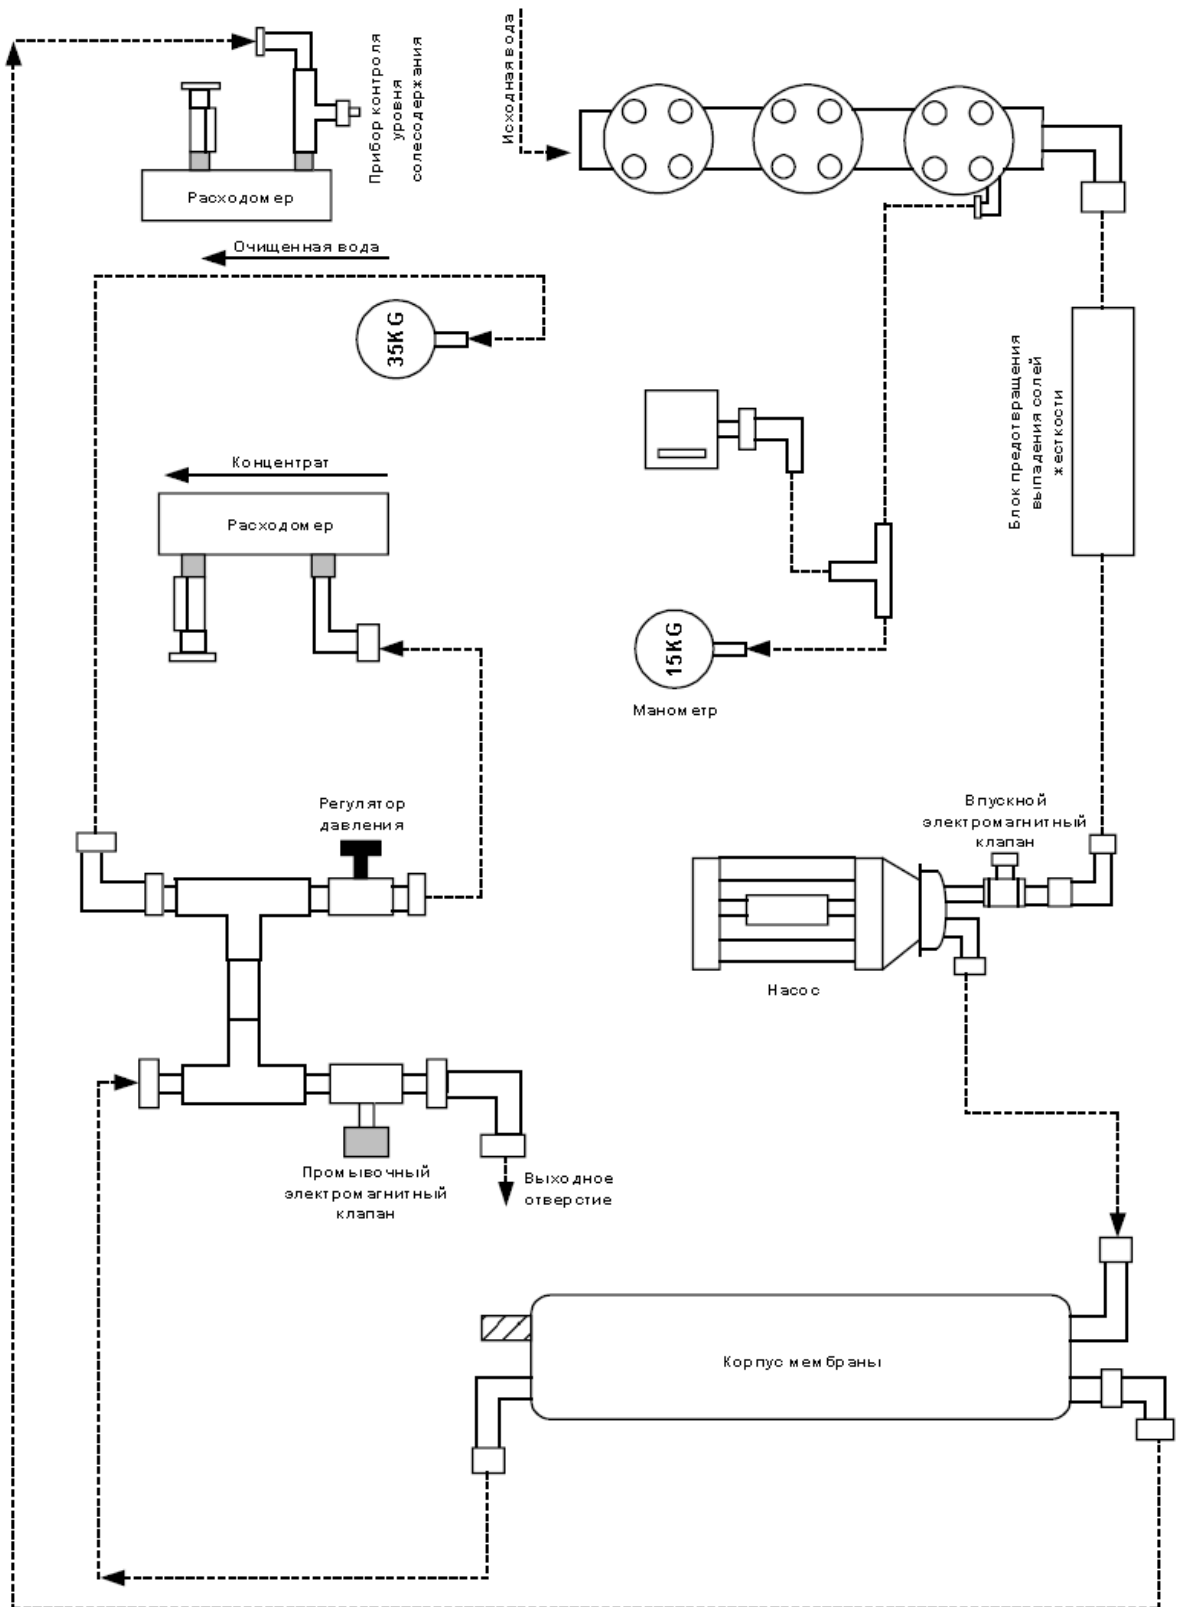 Прибор контроля
уровня
солесодержания
Исходная вода
Расходомер
Очищенная вода
35KG
Блок предотвращения
выпадения солей
жесткости
Концентрат
Расходомер
15KG
Манометр
Регулятор
давления
Впускной
электромагнитный
клапан
Насос
Промывочный
электромагнитный
клапан
Выходное
отверстие
Корпус мембраны